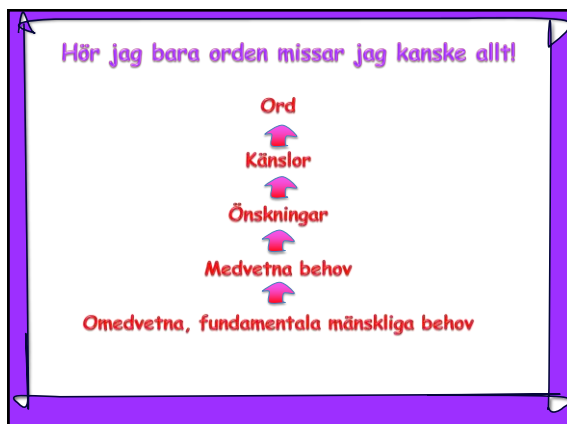 Hör jag bara orden missar jag kanske allt!
Ord
Känslor
Önskningar
Medvetna behov
Omedvetna, fundamentala mänskliga behov